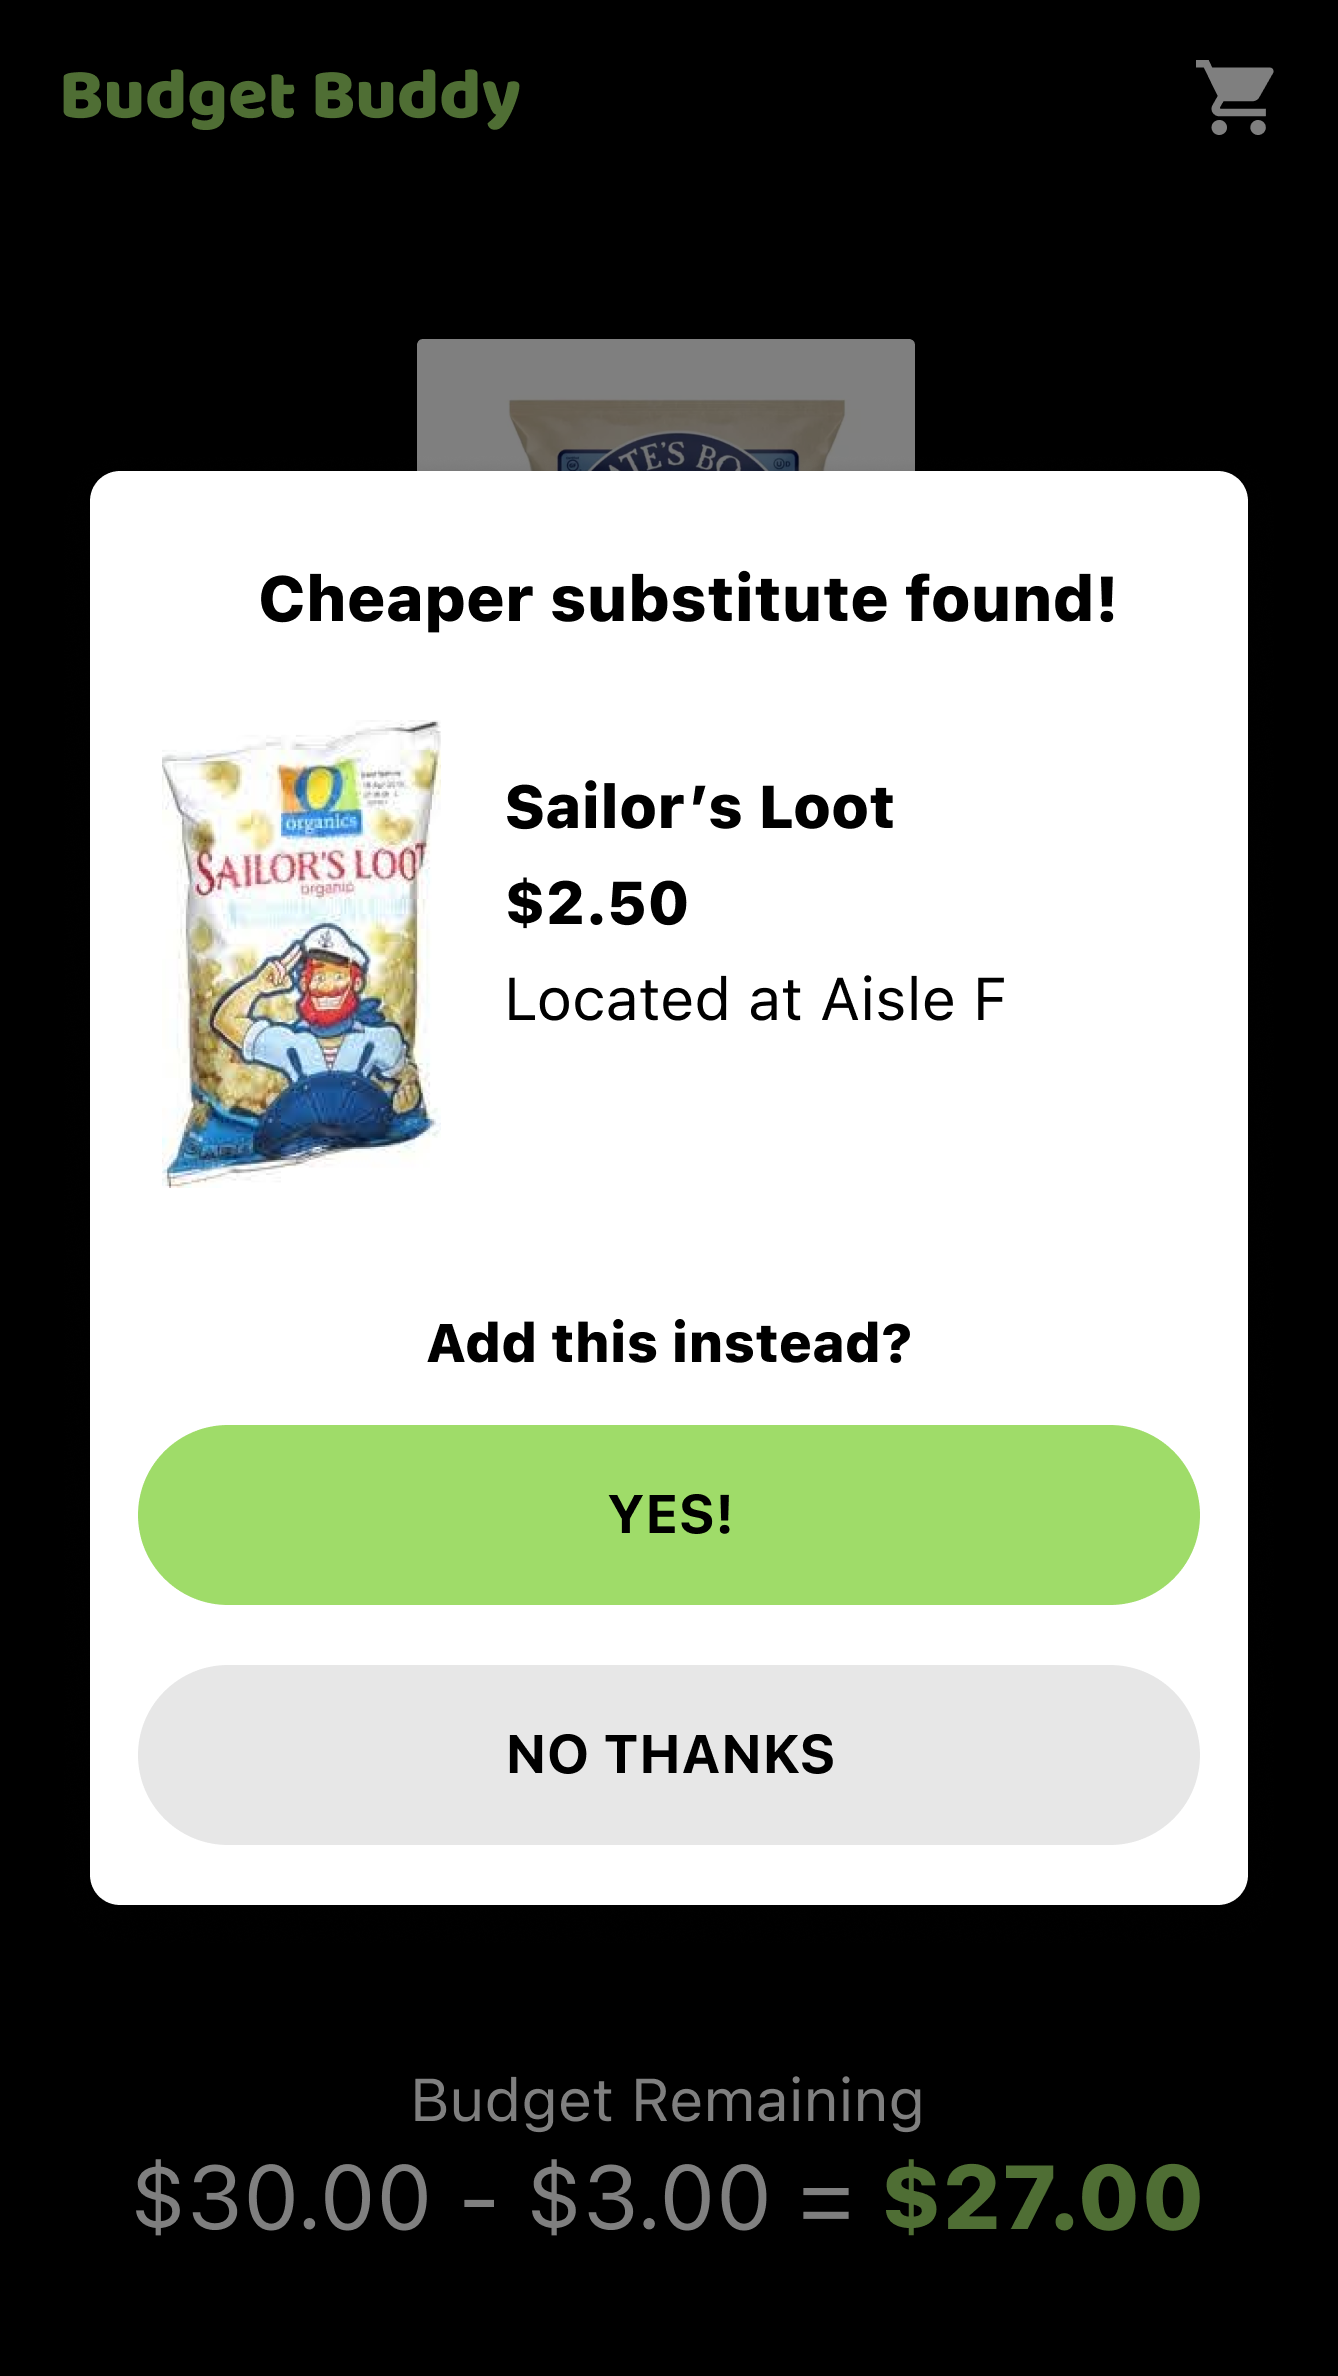 Budget Buddy
ATE'S BO
Cheaper substitute found!
O
organics
SAILOR'S LOOT
organic
Sailor’s Loot
$2.50
Located at Aisle F
Add this instead?
YES!
NO THANKS
Budget Remaining
$30.00 - $3.00 = $27.00